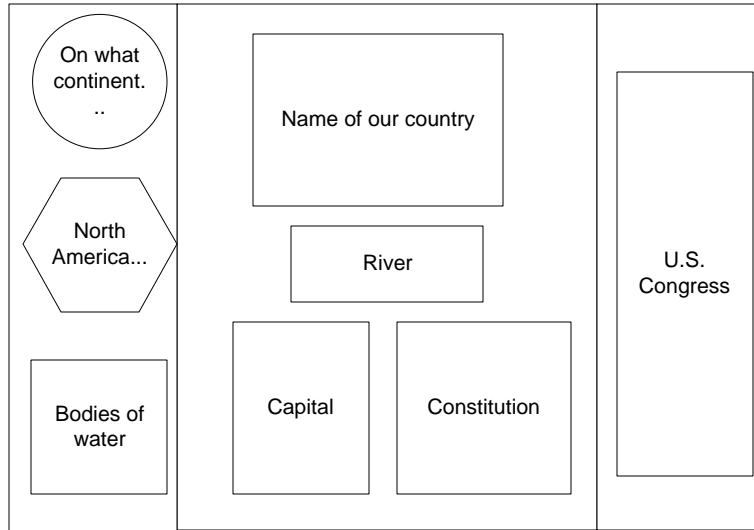 On what
continent.
..
North
America...
Bodies of
water
Name of our country
River
Capital
Constitution
U.S.
Congress